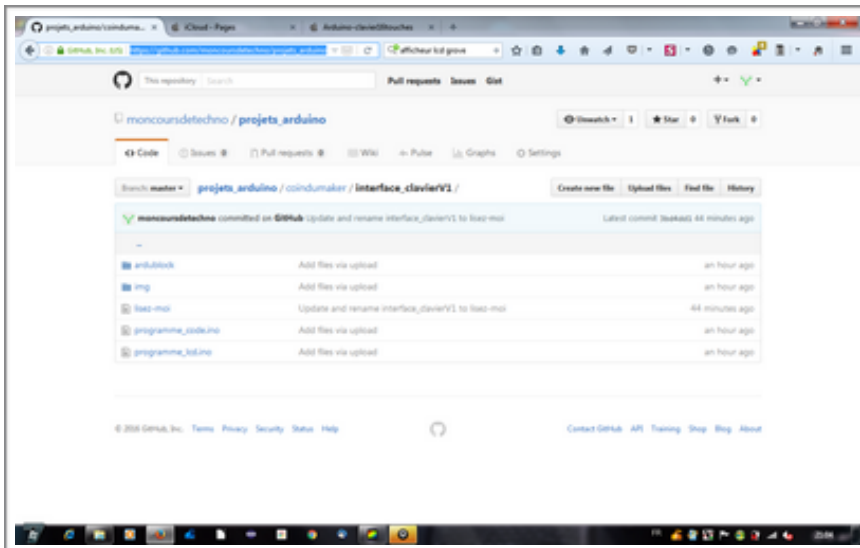 projets_arduino/coinduma...
iCloud - Pages
Arduino-clavier
GitHub, Inc. (US)
https://github.com/moncoursdetechno/projets_arduino
afficheur lcd grove
This repository
Search
Pull requests Issues Gist
moncoursdetechno / projets_arduino
Unwatch 1
Star 0
Fork 0
Code
Issues 0
Pull requests 0
Wiki
Pulse
Graphs
Settings
Branch: master
projets_arduino / coindumaker / interface_clavierV1 /
Create new file
Upload files
Find file
History
moncoursdetechno committed on GitHub Update and rename interface_clavierV1 to lisez-moi
Latest commit 44 minutes ago
..
ardublock Add files via upload an hour ago
img Add files via upload an hour ago
lisez-moi Update and rename interface_clavierV1 to lisez-moi 44 minutes ago
programme_code.ino Add files via upload an hour ago
programme_lcd.ino Add files via upload an hour ago
© 2016 GitHub, Inc. Terms Privacy Security Status Help
Contact GitHub API Training Shop Blog About
FR